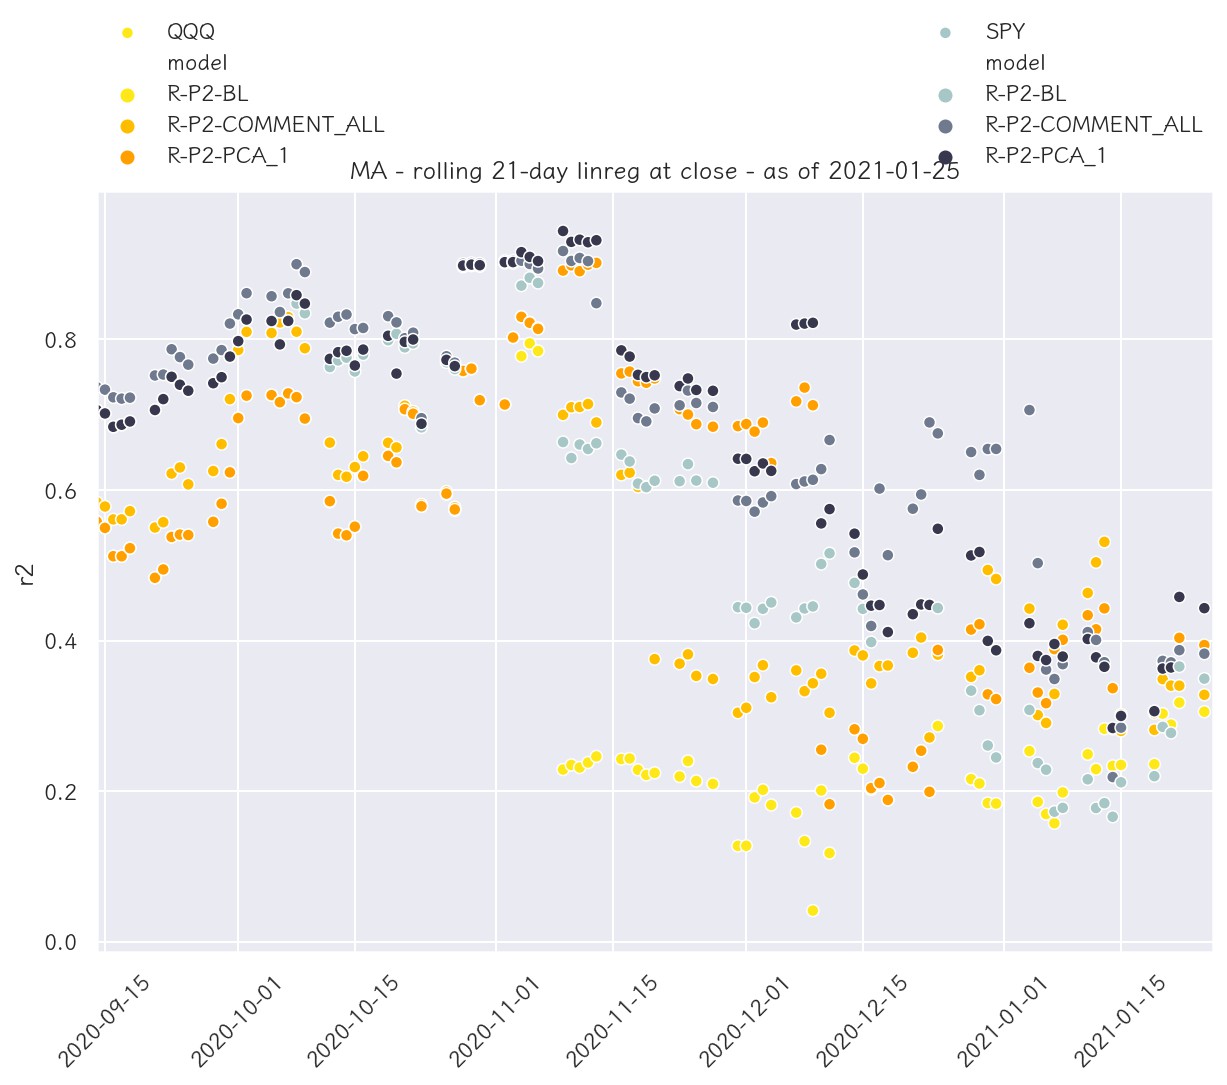 QQQ
model
R-P2-BL
R-P2-COMMENT_ALL
R-P2-PCA_1
SPY
model
R-P2-BL
R-P2-COMMENT_ALL
R-P2-PCA_1
MA - rolling 21-day linreg at close - as of 2021-01-25
r2
0.8
0.6
0.4
0.2
0.0
2020-09-15
2020-10-01
2020-10-15
2020-11-01
2020-11-15
2020-12-01
2020-12-15
2021-01-01
2021-01-15